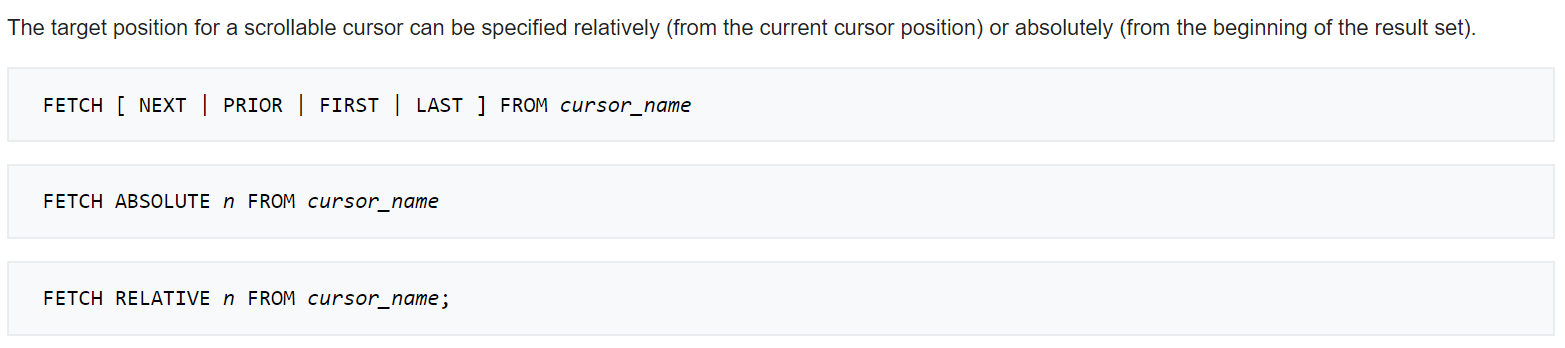 The target position for a scrollable cursor can be specified relatively (from the current cursor position) or absolutely (from the beginning of the result set).
FETCH [ NEXT | PRIOR | FIRST | LAST ] FROM cursor_name
FETCH ABSOLUTE n FROM cursor_name
FETCH RELATIVE n FROM cursor_name;